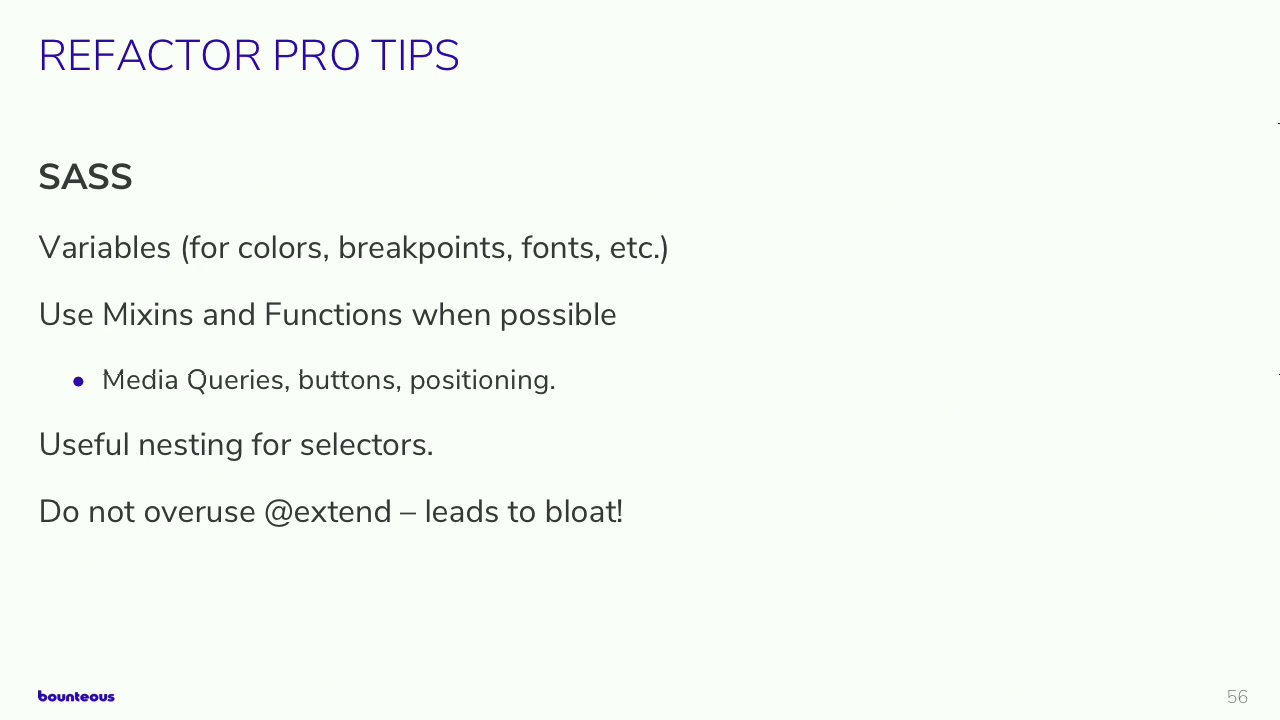 REFACTOR PRO TIPS
SASS
Variables (for colors, breakpoints, fonts, etc.)
Use Mixins and Functions when possible
• Media Queries, buttons, positioning.
Useful nesting for selectors.
Do not overuse @extend – leads to bloat!
bounteous
56